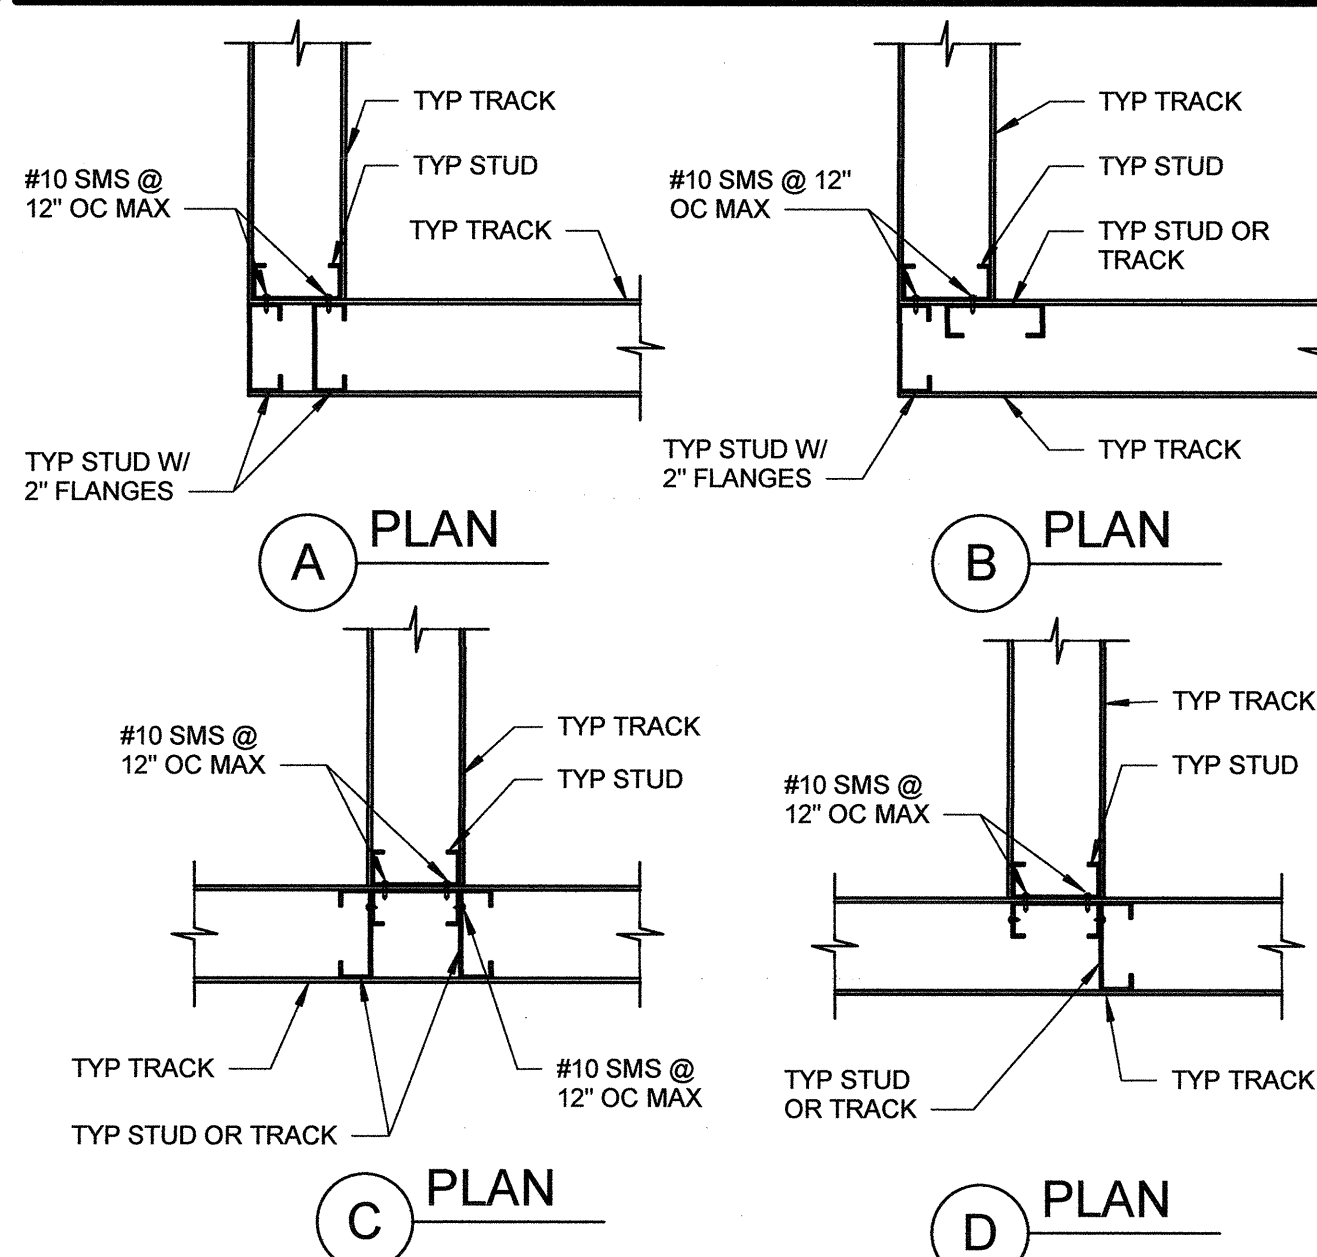 TYP TRACK
TYP STUD
#10 SMS @
12" OC MAX
TYP TRACK
TYP STUD W/
2" FLANGES
A
PLAN
TYP TRACK
TYP STUD
#10 SMS @ 12"
OC MAX
TYP STUD OR
TRACK
TYP STUD W/
2" FLANGES
TYP TRACK
B
PLAN
TYP TRACK
#10 SMS @
12" OC MAX
TYP STUD
TYP TRACK
#10 SMS @
12" OC MAX
TYP STUD OR TRACK
C
PLAN
TYP TRACK
TYP STUD
#10 SMS @
12" OC MAX
TYP STUD
OR TRACK
TYP TRACK
D
PLAN